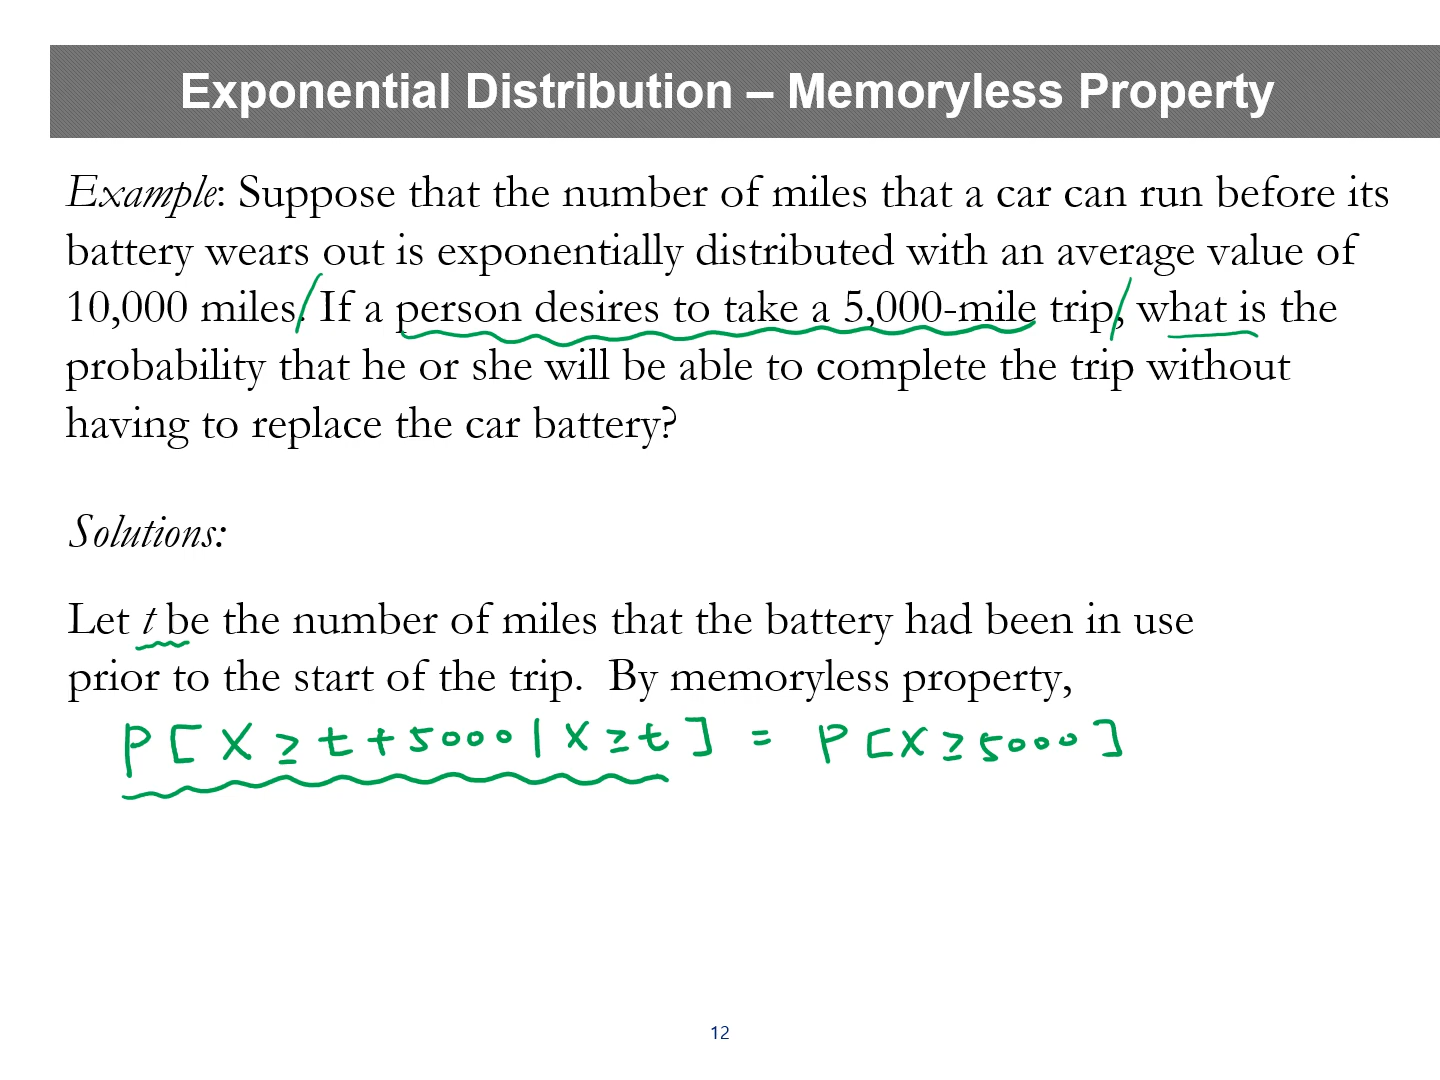 Exponential Distribution – Memoryless Property
Example: Suppose that the number of miles that a car can run before its
battery wears out is exponentially distributed with an average value of
10,000 miles. If a person desires to take a 5,000-mile trip, what is the
probability that he or she will be able to complete the trip without
having to replace the car battery?
Solutions:
Let t be the number of miles that the battery had been in use
prior to the start of the trip. By memoryless property,
P[X ≥ t + 5000 | X ≥ t] = P[X ≥ 5000]
12